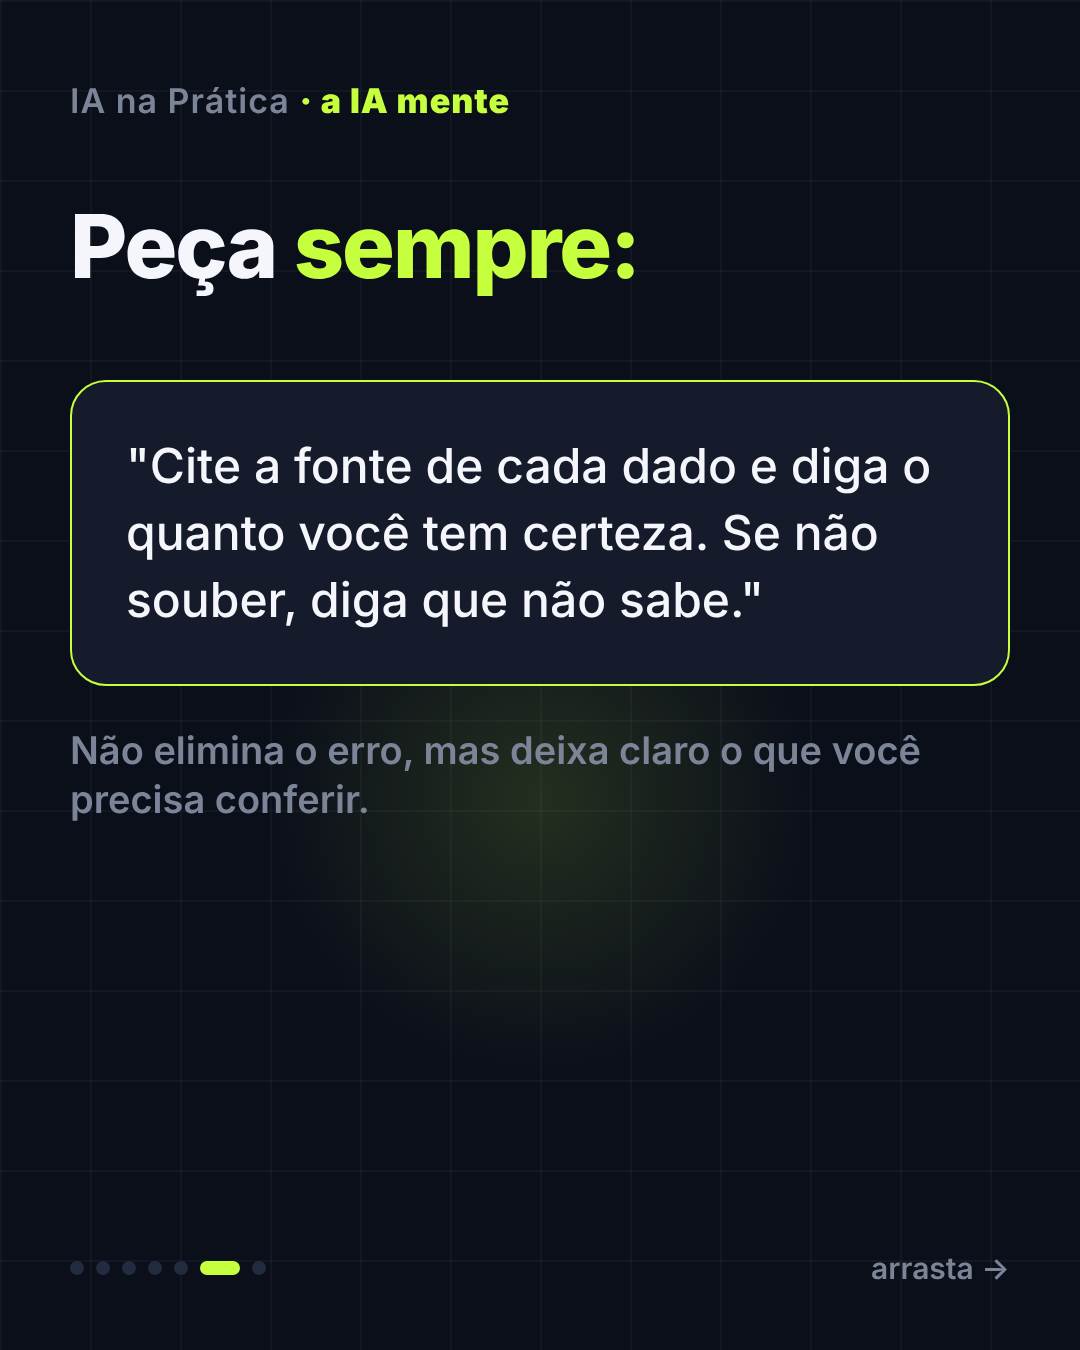 IA na Prática · a IA mente
Peça sempre:
"Cite a fonte de cada dado e diga o
quanto você tem certeza. Se não
souber, diga que não sabe."
Não elimina o erro, mas deixa claro o que você
precisa conferir.
arrasta →